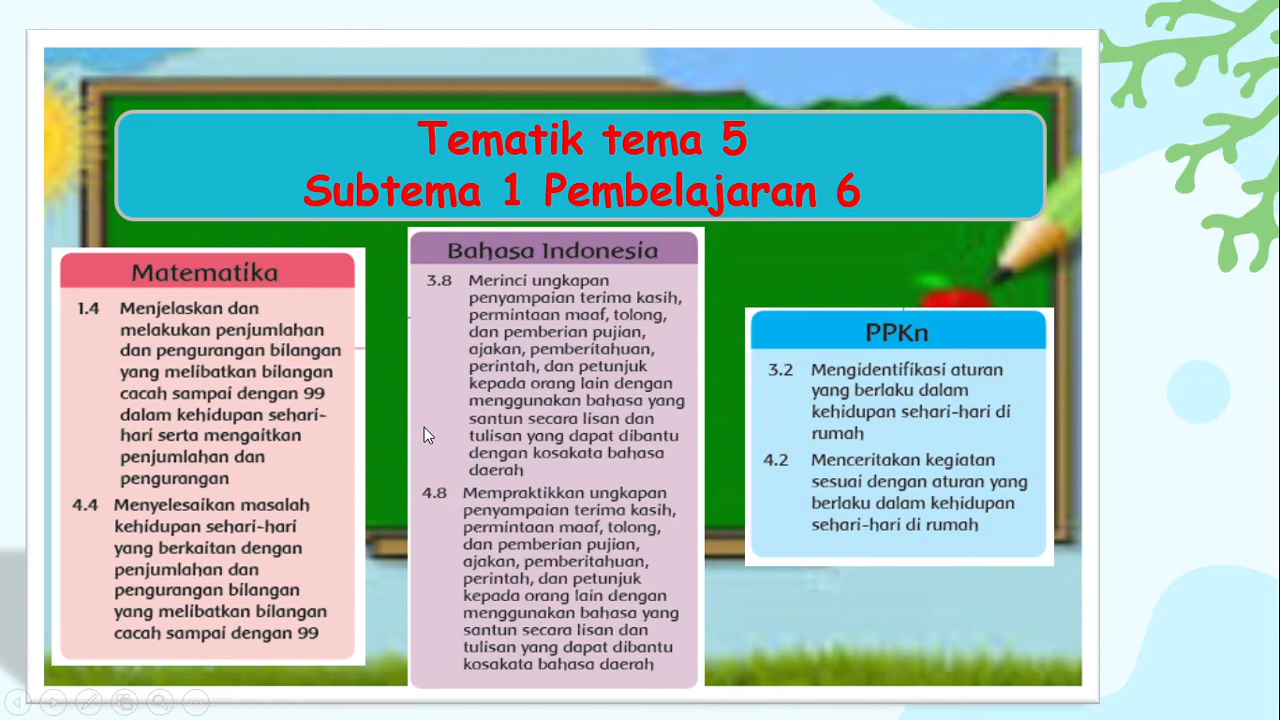 Tematik tema 5
Subtema 1 Pembelajaran 6
Matematika
1.4 Menjelaskan dan
melakukan penjumlahan
dan pengurangan bilangan
yang melibatkan bilangan
cacah sampai dengan 99
dalam kehidupan sehari-
hari serta mengaitkan
penjumlahan dan
pengurangan
4.4 Menyelesaikan masalah
kehidupan sehari-hari
yang berkaitan dengan
penjumlahan dan
pengurangan bilangan
yang melibatkan bilangan
cacah sampai dengan 99
Bahasa Indonesia
3.8 Merinci ungkapan
penyampaian terima kasih,
permintaan maaf, tolong,
dan pemberian pujian,
ajakan, pemberitahuan,
perintah, dan petunjuk
kepada orang lain dengan
menggunakan bahasa yang
santun secara lisan dan
tulisan yang dapat dibantu
dengan kosakata bahasa
daerah
4.8 Mempraktikkan ungkapan
penyampaian terima kasih,
permintaan maaf, tolong,
dan pemberian pujian,
ajakan, pemberitahuan,
perintah, dan petunjuk
kepada orang lain dengan
menggunakan bahasa yang
santun secara lisan dan
tulisan yang dapat dibantu
kosakata bahasa daerah
PPKn
3.2 Mengidentifikasi aturan
yang berlaku dalam
kehidupan sehari-hari di
rumah
4.2 Menceritakan kegiatan
sesuai dengan aturan yang
berlaku dalam kehidupan
sehari-hari di rumah